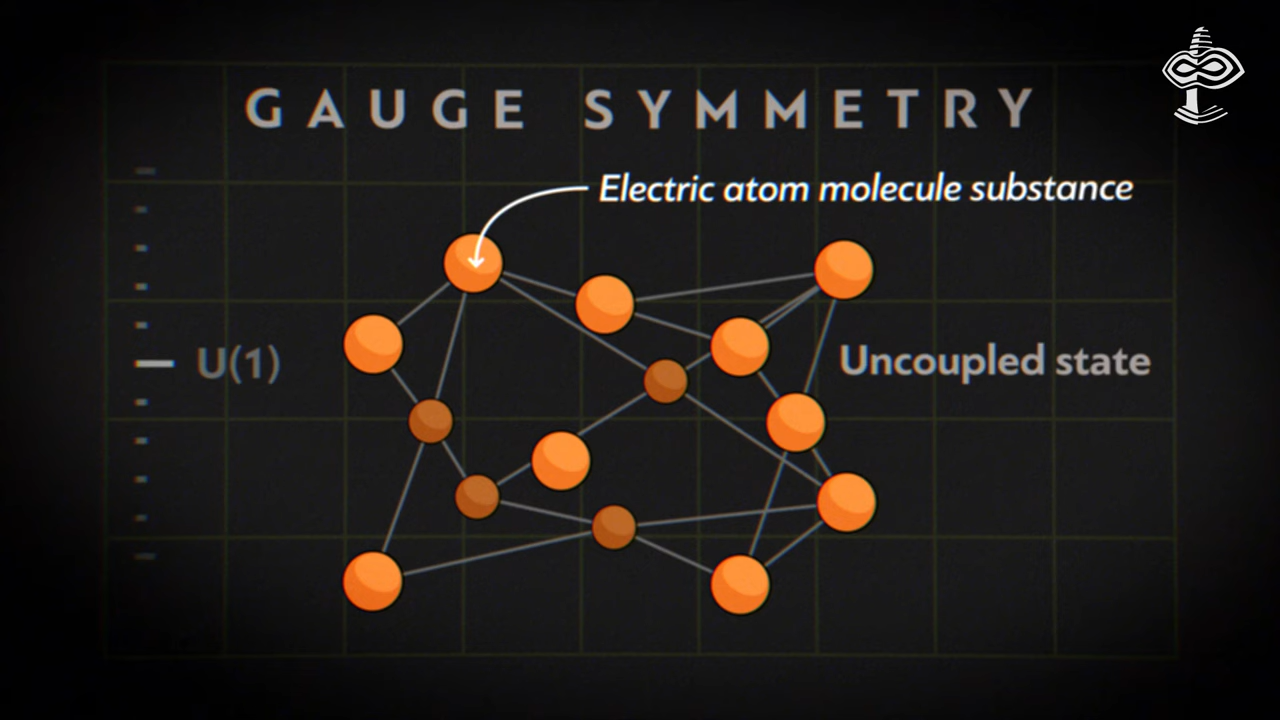 GAUGE SYMMETRY
Electric atom molecule substance
U(1)
Uncoupled state